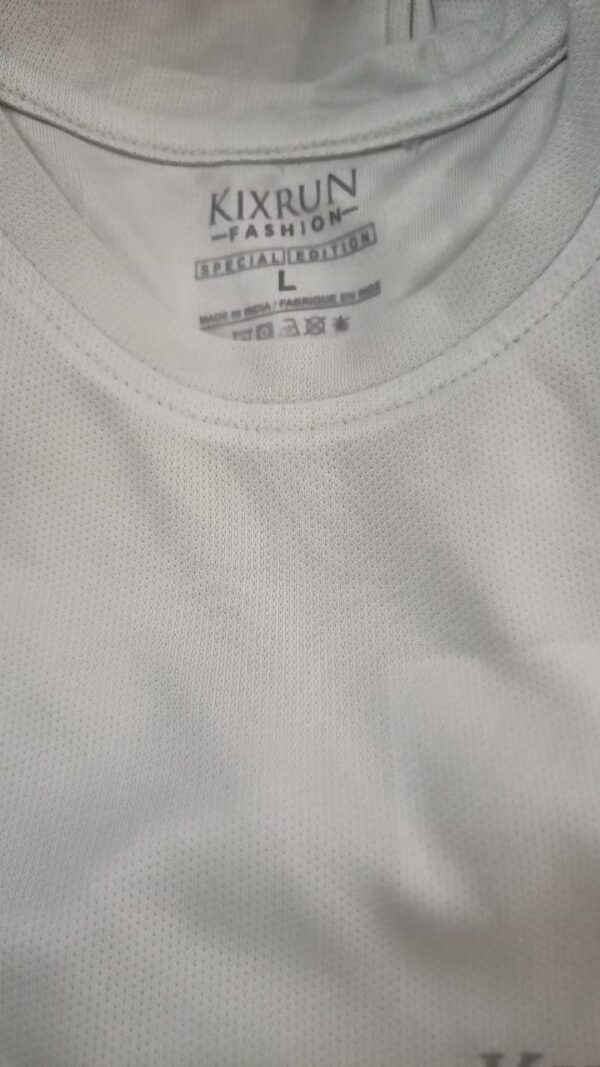 KIXRUN
FASHION
SPECIAL EDITION
L
MADE IN INDIA / FABRIQUE EN INDE
K